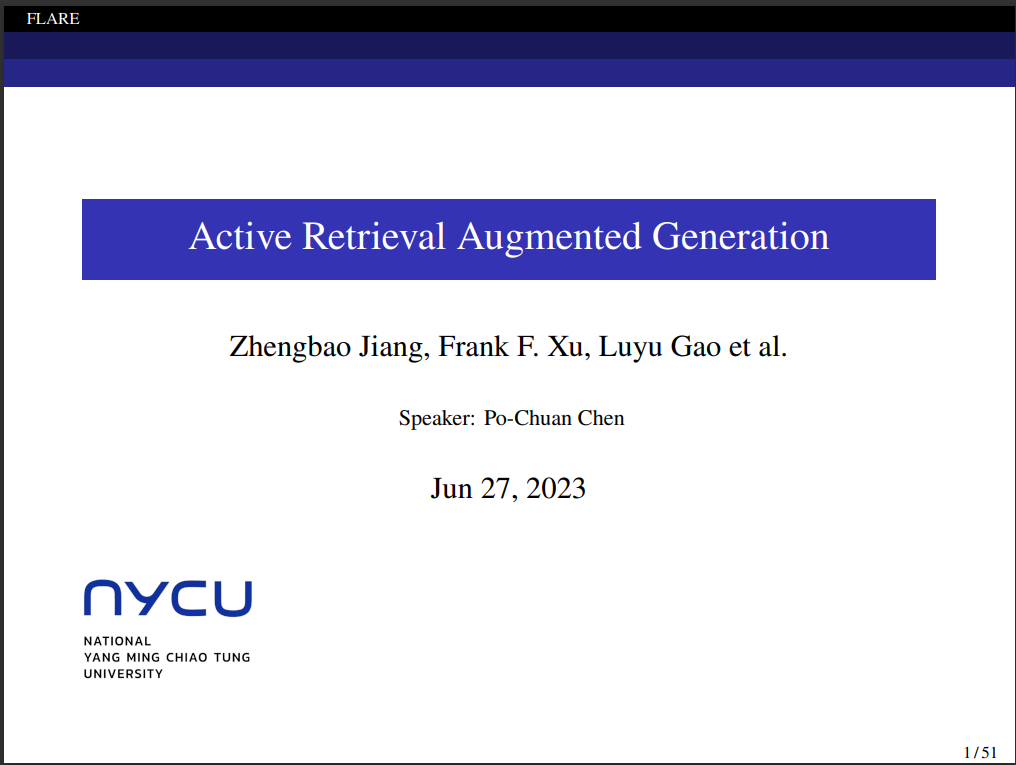 FLARE
Active Retrieval Augmented Generation
Zhengbao Jiang, Frank F. Xu, Luyu Gao et al.
Speaker: Po-Chuan Chen
Jun 27, 2023
nycu
NATIONAL
YANG MING CHIAO TUNG
UNIVERSITY
1 / 51